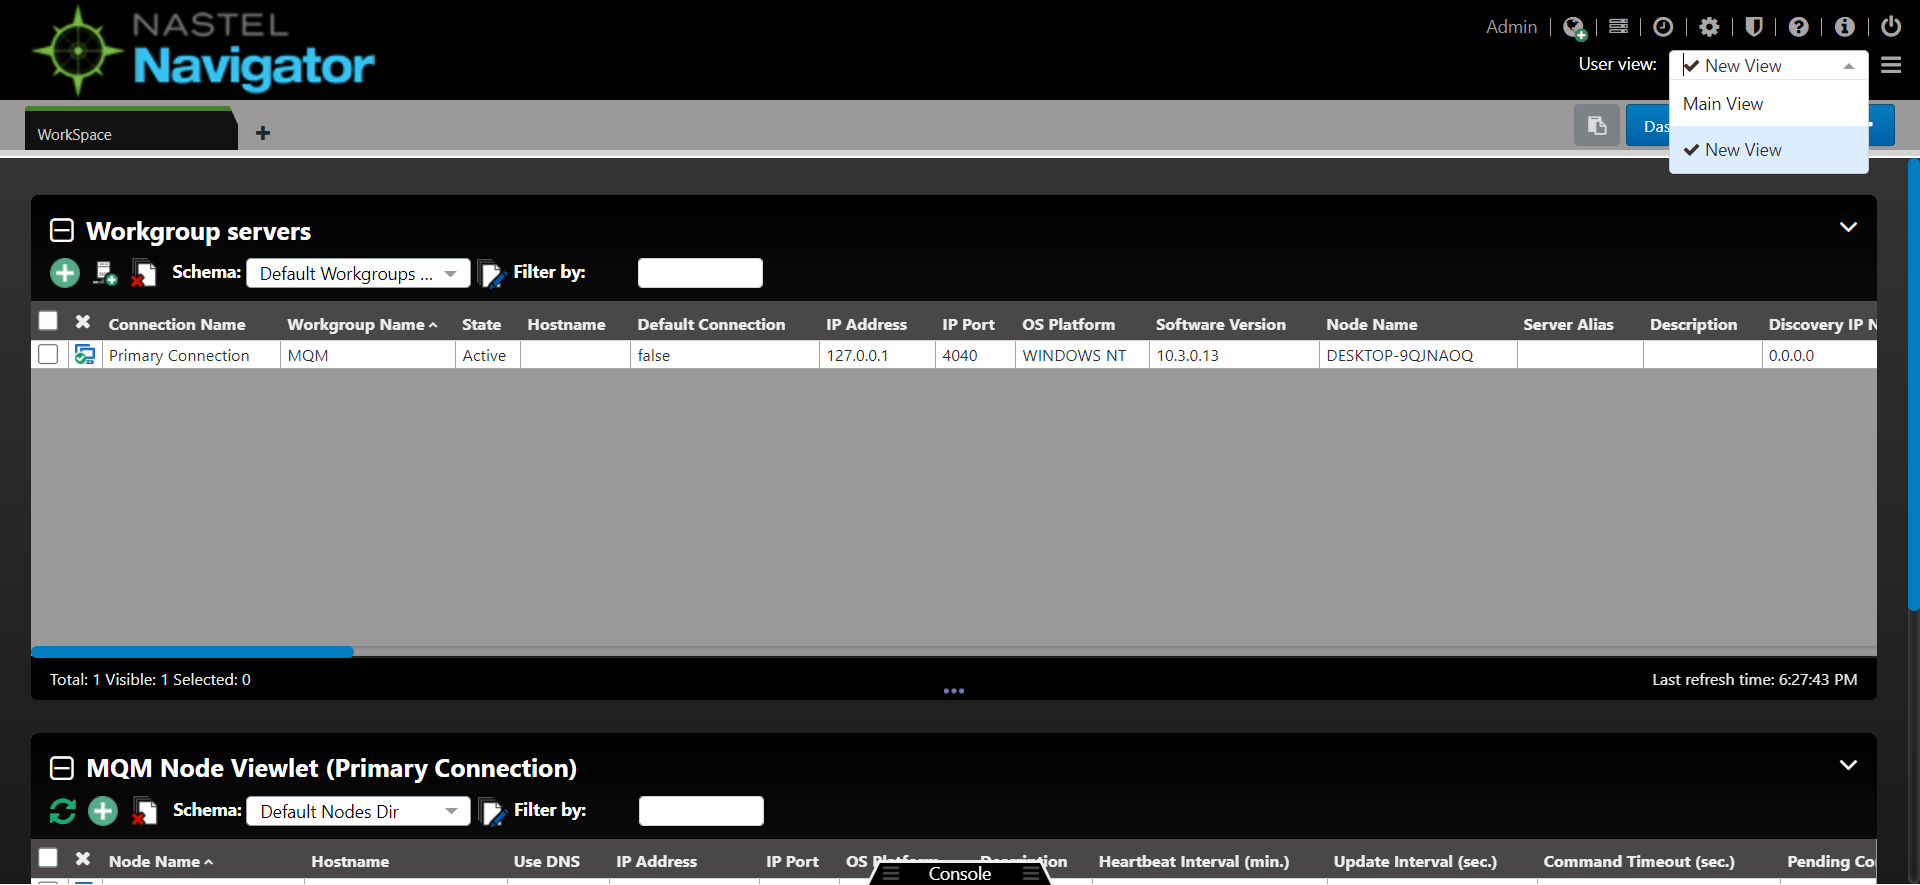 NASTEL
Navigator
Admin
User view:
New View
Main View
New View
WorkSpace
Das
Workgroup servers
Schema: Default Workgroups ... Filter by:
Connection Name Workgroup Name State Hostname Default Connection IP Address IP Port OS Platform Software Version Node Name Server Alias Description Discovery IP N
Primary Connection MQM Active false 127.0.0.1 4040 WINDOWS NT 10.3.0.13 DESKTOP-9QJNAOQ 0.0.0.0
Total: 1 Visible: 1 Selected: 0
Last refresh time: 6:27:43 PM
MQM Node Viewlet (Primary Connection)
Schema: Default Nodes Dir Filter by:
Node Name Hostname Use DNS IP Address IP Port OS Platform Description Heartbeat Interval (min.) Update Interval (sec.) Command Timeout (sec.) Pending Co
Console